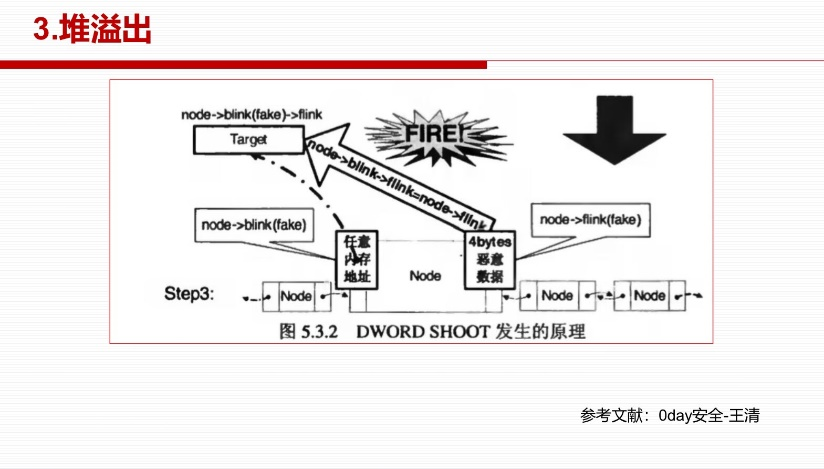 3.堆溢出
node->blink(fake)->flink
Target
FIRE!
node->blink->flink=node->flink
node->blink(fake)
node->flink(fake)
任意
内存
地址
Node
4bytes
恶意
数据
Step3:
Node
Node
Node
图 5.3.2 DWORD SHOOT 发生的原理
参考文献：0day安全-王清